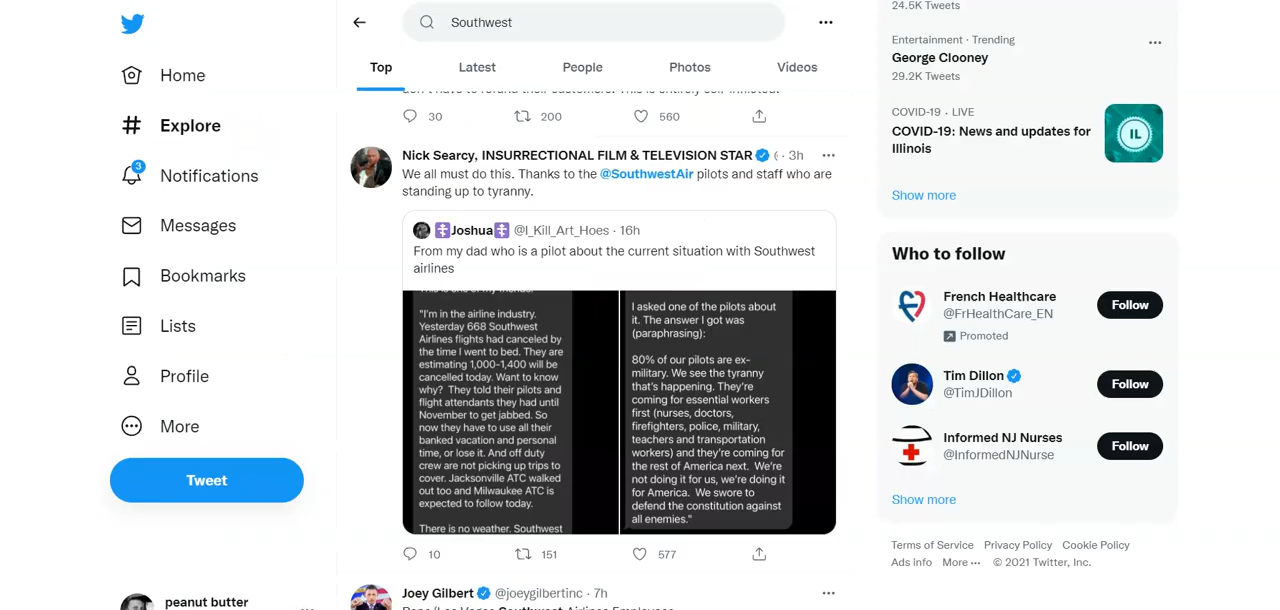 Southwest
Top
Latest
People
Photos
Videos
Home
Explore
3
Notifications
Messages
Bookmarks
Lists
Profile
More
Tweet
peanut butter
don't have to refund their customers. This is entirely self-inflicted.
30
200
560
Nick Searcy, INSURRECTIONAL FILM & TELEVISION STAR · 3h
We all must do this. Thanks to the @SouthwestAir pilots and staff who are
standing up to tyranny.
Joshua @I_Kill_Art_Hoes · 16h
From my dad who is a pilot about the current situation with Southwest
airlines
"I'm in the airline industry.
Yesterday 668 Southwest
Airlines flights had canceled by
the time I went to bed. They are
estimating 1,000-1,400 will be
cancelled today. Want to know
why? They told their pilots and
flight attendants they had until
November to get jabbed. So
now they have to use all their
banked vacation and personal
time, or lose it. And off duty
crew are not picking up trips to
cover. Jacksonville ATC walked
out too and Milwaukee ATC is
expected to follow today.
There is no weather. Southwest
I asked one of the pilots about
it. The answer I got was
(paraphrasing):
80% of our pilots are ex-
military. We see the tyranny
that's happening. They're
coming for essential workers
first (nurses, doctors,
firefighters, police, military,
teachers and transportation
workers) and they're coming for
the rest of America next. We're
not doing it for us, we're doing it
for America. We swore to
defend the constitution against
all enemies."
10
151
577
Joey Gilbert @joeygilbertinc · 7h
24.5K Tweets
Entertainment · Trending
George Clooney
29.2K Tweets
COVID-19 · LIVE
COVID-19: News and updates for
Illinois
IL
Show more
Who to follow
French Healthcare
@FrHealthCare_EN
Promoted
Follow
Tim Dillon
@TimJDillon
Follow
Informed NJ Nurses
@InformedNJNurse
Follow
Show more
Terms of Service Privacy Policy Cookie Policy
Ads info More © 2021 Twitter, Inc.